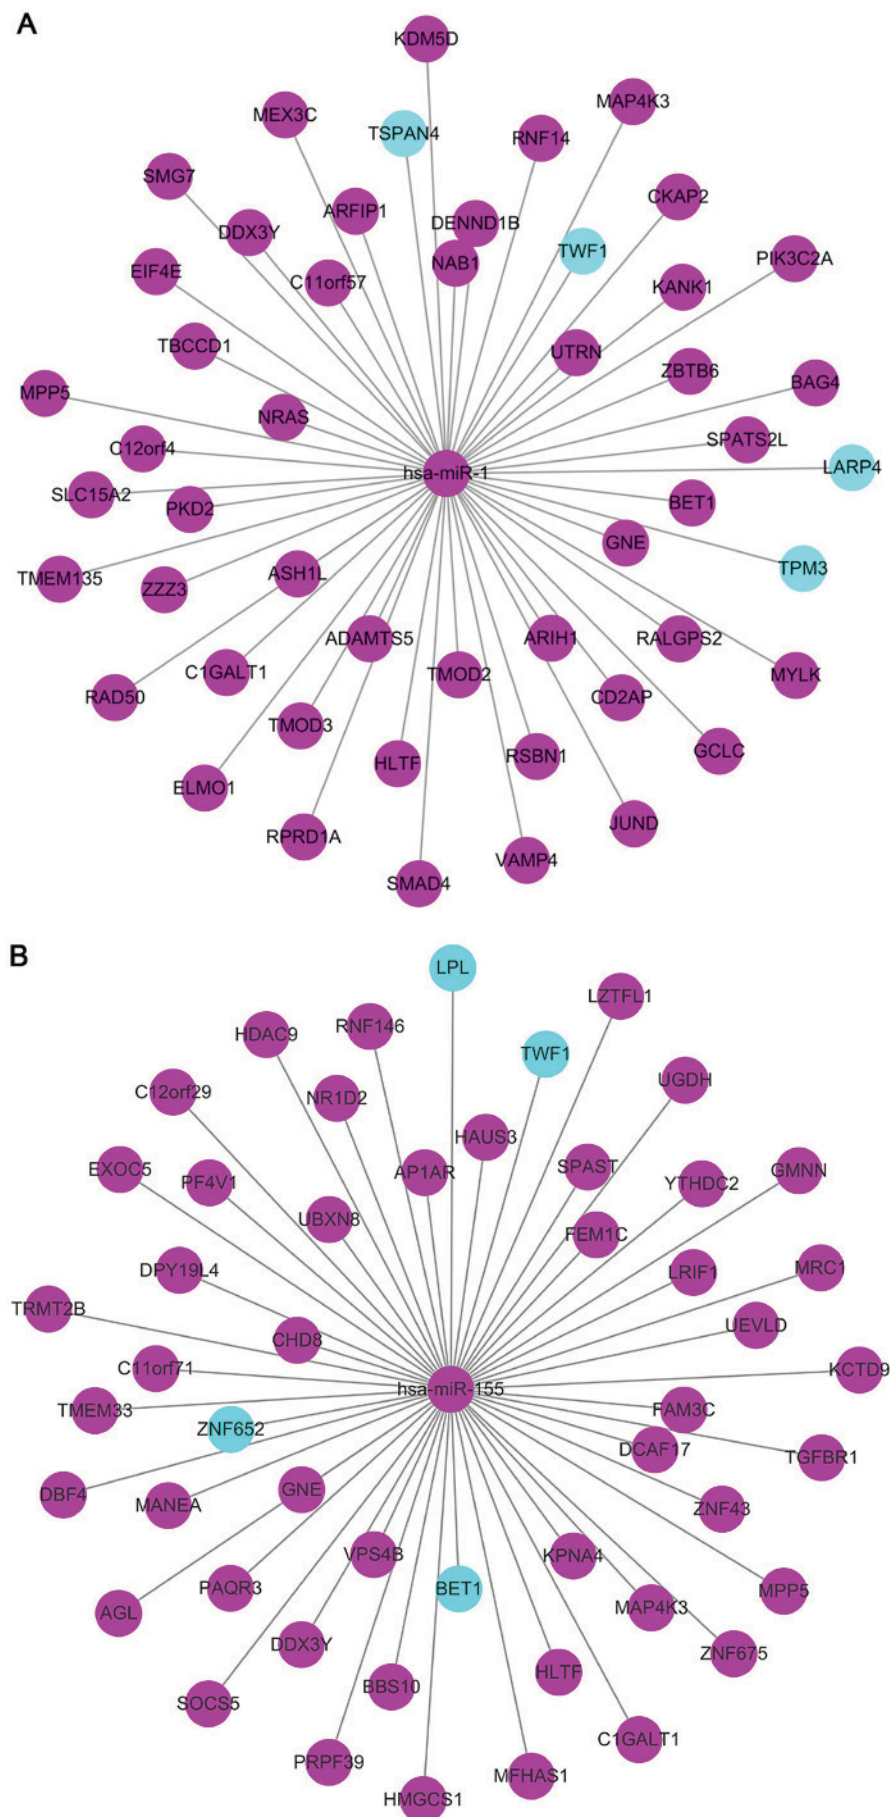 A
KDM5D
MAP4K3
MEX3C
TSPAN4
RNF14
SMG7
CKAP2
ARFIP1
DENND1B
DDX3Y
TWF1
PIK3C2A
NAB1
EIF4E
C11orf57
KANK1
TBCCD1
UTRN
ZBTB6
BAG4
MPP5
NRAS
SPATS2L
C12orf4
hsa-miR-1
LARP4
SLC15A2
PKD2
BET1
GNE
TMEM135
ZZZ3
ASH1L
TPM3
ADAMTS5
ARIH1
RALGPS2
C1GALT1
TMOD2
MYLK
RAD50
CD2AP
TMOD3
RSBN1
GCLC
HLTF
ELMO1
JUND
RPRD1A
VAMP4
SMAD4
B
LPL
LZTFL1
RNF146
HDAC9
TWF1
UGDH
C12orf29
NR1D2
HAUS3
EXOC5
PF4V1
AP1AR
SPAST
YTHDC2
GMNN
UBXN8
FEM1C
DPY19L4
LRIF1
MRC1
TRMT2B
UEVLD
CHD8
C11orf71
KCTD9
hsa-miR-155
TMEM33
FAM3C
ZNF652
DCAF17
TGFBR1
DBF4
MANEA
GNE
ZNF43
VPS4B
KPNA4
PAQR3
BET1
MPP5
AGL
MAP4K3
DDX3Y
ZNF675
BBS10
HLTF
SOCS5
C1GALT1
PRPF39
MFHAS1
HMGCS1